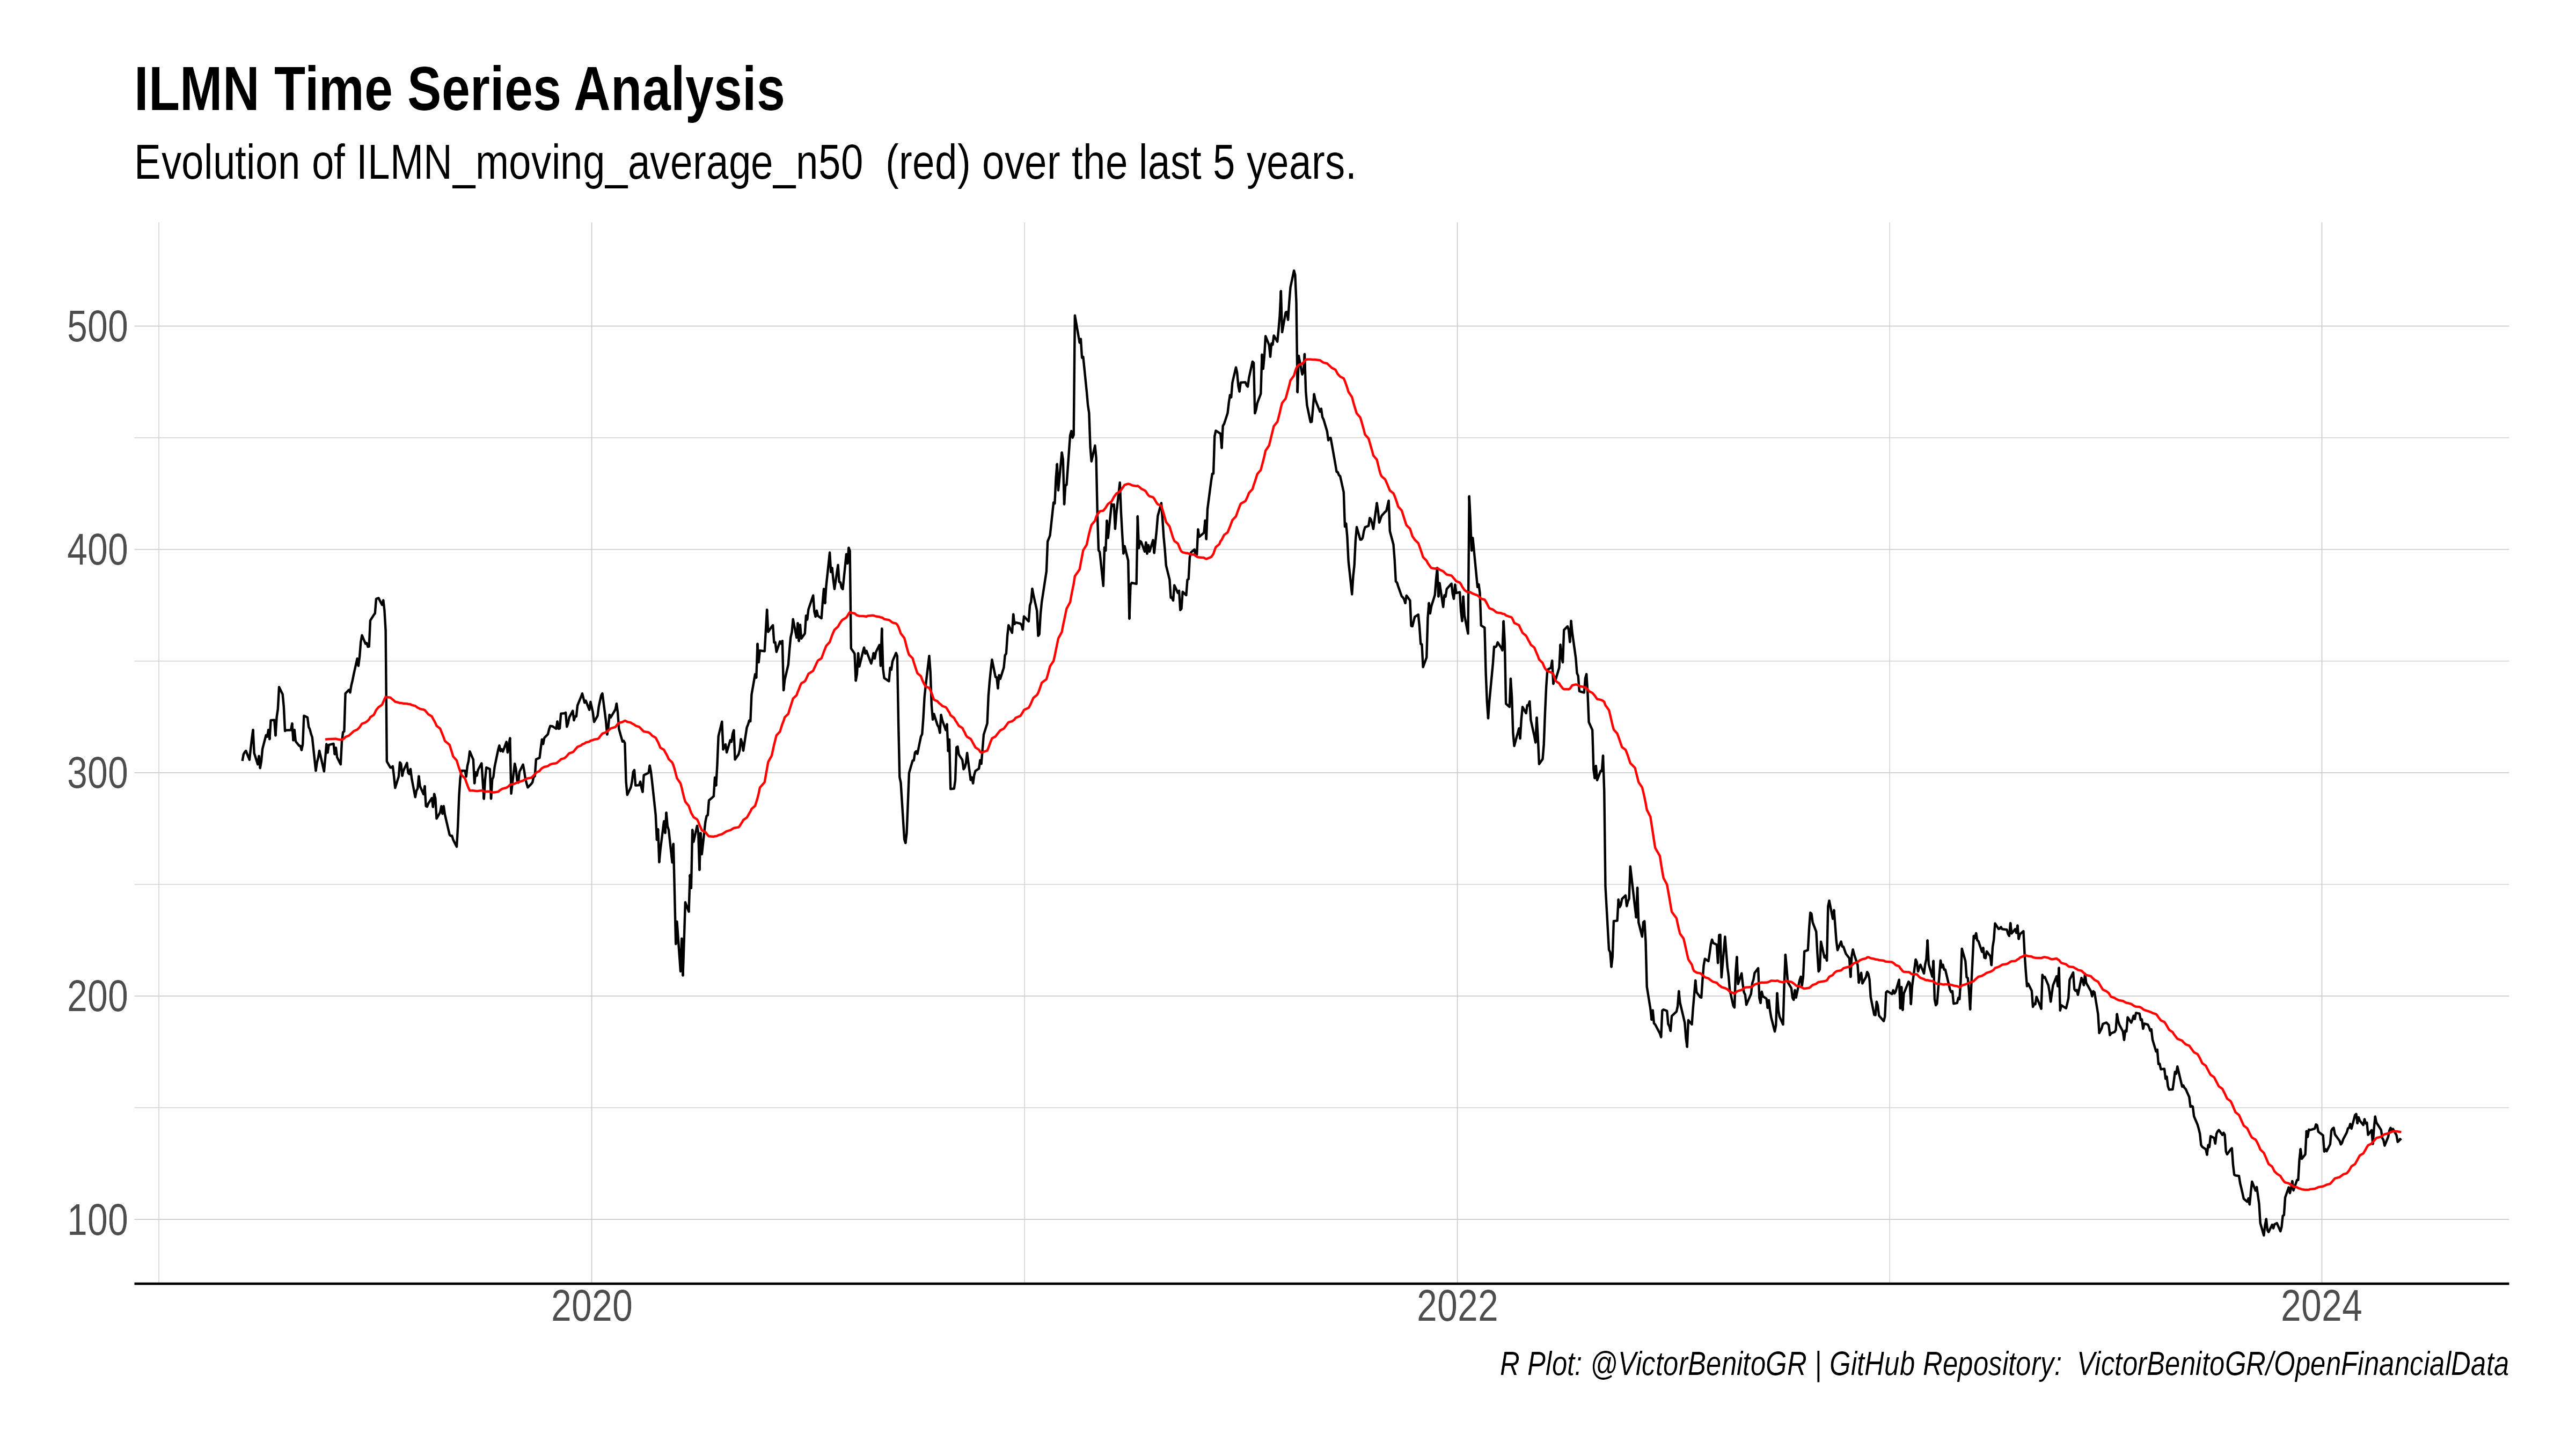 ILMN Time Series Analysis
Evolution of ILMN_moving_average_n50  (red) over the last 5 years.
500
400
300
200
100
2020 2022 2024
R Plot: @VictorBenitoGR | GitHub Repository:  VictorBenitoGR/OpenFinancialData